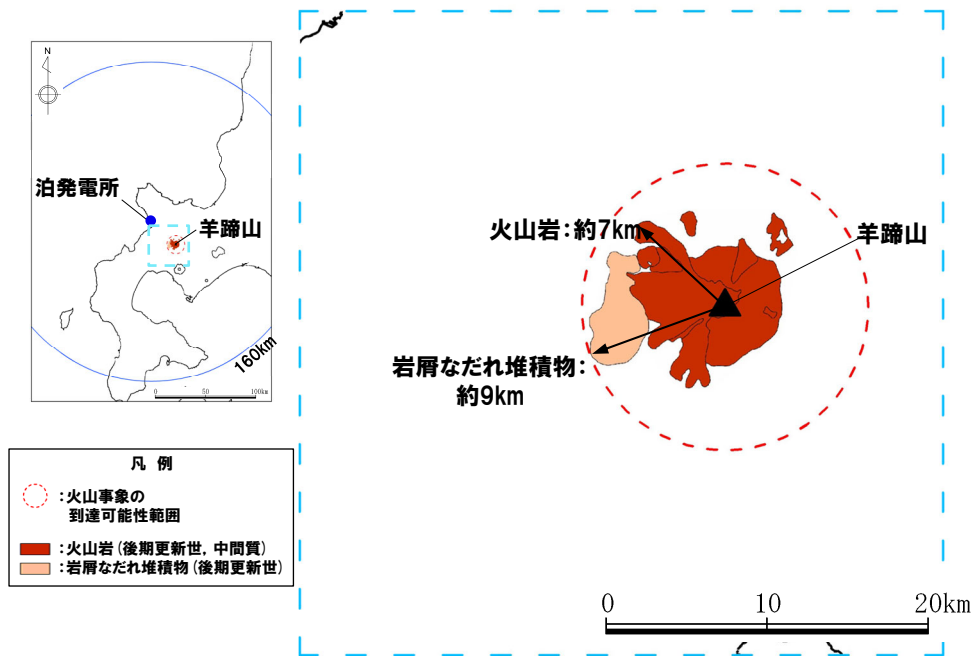 N
泊発電所
羊蹄山
160km
0 50 100km
凡 例
:火山事象の
到達可能性範囲
:火山岩(後期更新世, 中間質)
:岩屑なだれ堆積物(後期更新世)
火山岩:約7km
羊蹄山
岩屑なだれ堆積物:
約9km
0 10 20km